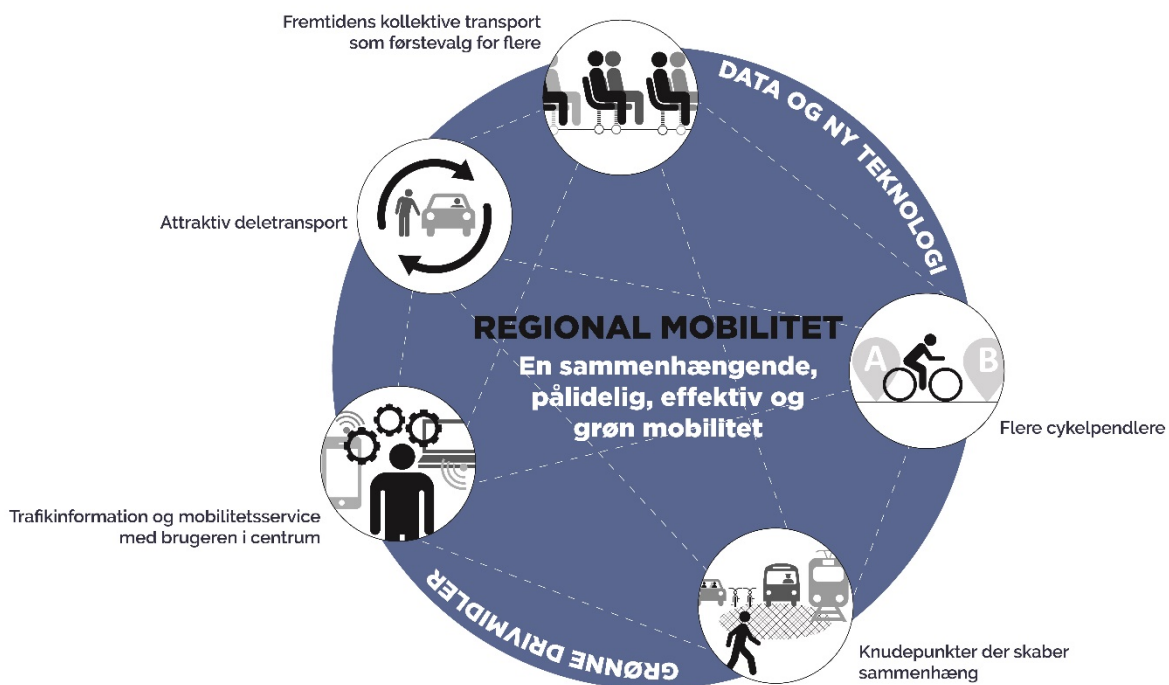 Fremtidens kollektive transport
som førstevalg for flere
DATA OG NY TEKNOLOGI
Attraktiv deletransport
REGIONAL MOBILITET
En sammenhængende,
pålidelig, effektiv og
grøn mobilitet
A
B
Flere cykelpendlere
Trafikinformation og mobilitetsservice
med brugeren i centrum
GRØNNE DRIVMIDLER
Knudepunkter der skaber
sammenhæng